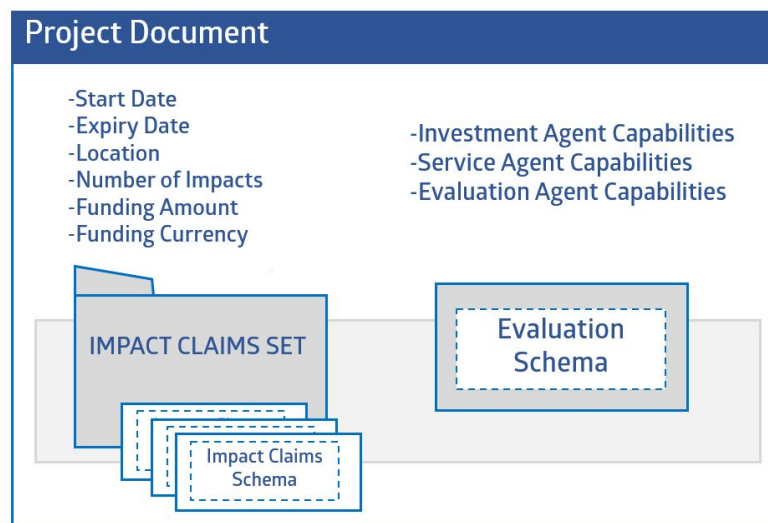 Project Document
-Start Date
-Expiry Date
-Location
-Number of Impacts
-Funding Amount
-Funding Currency
-Investment Agent Capabilities
-Service Agent Capabilities
-Evaluation Agent Capabilities
IMPACT CLAIMS SET
Impact Claims
Schema
Evaluation
Schema